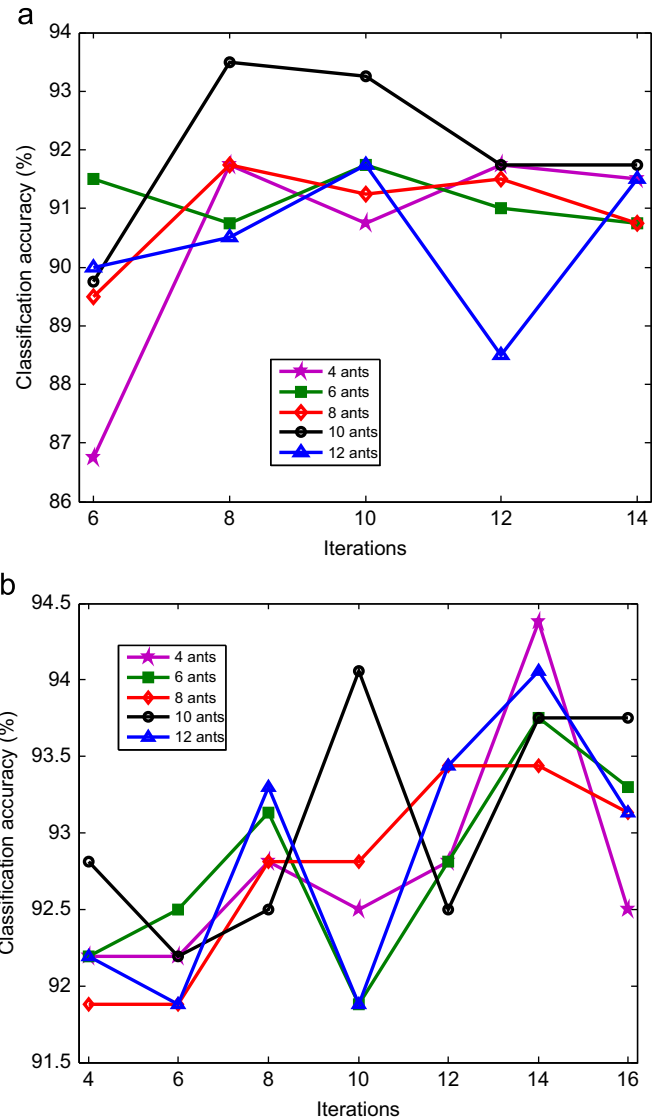 a
94
93
92
91
90
89
88
87
86
Classification accuracy (%)
4 ants
6 ants
8 ants
10 ants
12 ants
6 8 10 12 14
Iterations
b
94.5
94
93.5
93
92.5
92
91.5
Classification accuracy (%)
4 ants
6 ants
8 ants
10 ants
12 ants
4 6 8 10 12 14 16
Iterations